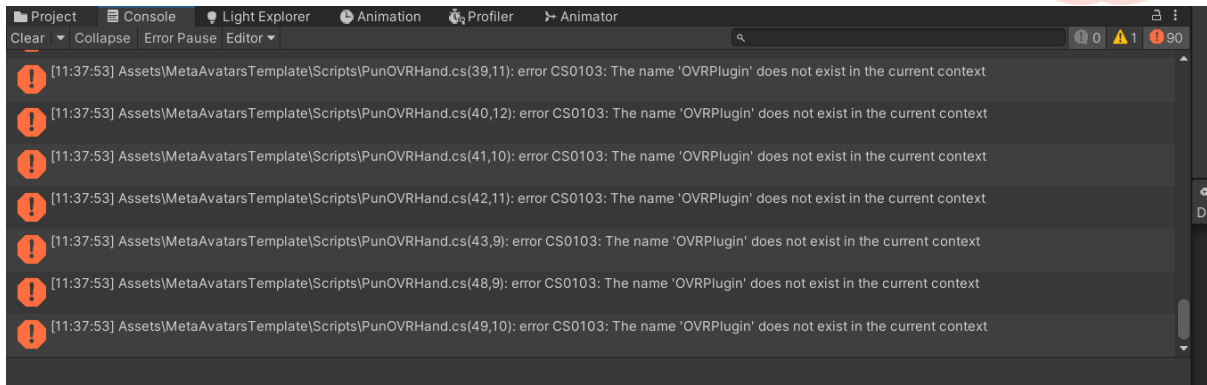 Project Console Light Explorer Animation Profiler Animator
Clear Collapse Error Pause Editor 0 1 90
[11:37:53] Assets\MetaAvatarsTemplate\Scripts\PunOVRHand.cs(39,11): error CS0103: The name 'OVRPlugin' does not exist in the current context
[11:37:53] Assets\MetaAvatarsTemplate\Scripts\PunOVRHand.cs(40,12): error CS0103: The name 'OVRPlugin' does not exist in the current context
[11:37:53] Assets\MetaAvatarsTemplate\Scripts\PunOVRHand.cs(41,10): error CS0103: The name 'OVRPlugin' does not exist in the current context
[11:37:53] Assets\MetaAvatarsTemplate\Scripts\PunOVRHand.cs(42,11): error CS0103: The name 'OVRPlugin' does not exist in the current context
D
[11:37:53] Assets\MetaAvatarsTemplate\Scripts\PunOVRHand.cs(43,9): error CS0103: The name 'OVRPlugin' does not exist in the current context
[11:37:53] Assets\MetaAvatarsTemplate\Scripts\PunOVRHand.cs(48,9): error CS0103: The name 'OVRPlugin' does not exist in the current context
[11:37:53] Assets\MetaAvatarsTemplate\Scripts\PunOVRHand.cs(49,10): error CS0103: The name 'OVRPlugin' does not exist in the current context